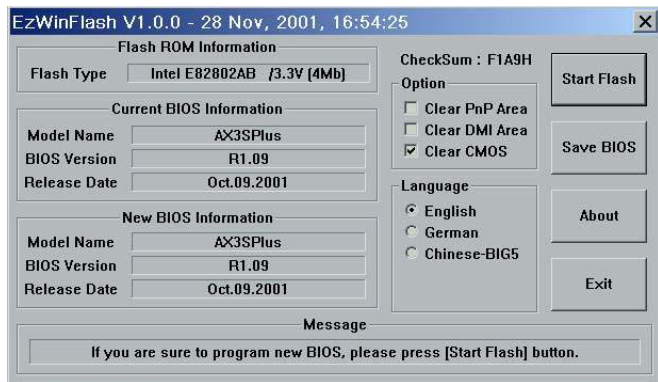 EzWinFlash V1.0.0 - 28 Nov, 2001, 16:54:25
Flash ROM Information
Flash Type Intel E82802AB /3.3V (4Mb)
Current BIOS Information
Model Name AX3SPlus
BIOS Version R1.09
Release Date Oct.09.2001
New BIOS Information
Model Name AX3SPlus
BIOS Version R1.09
Release Date Oct.09.2001
CheckSum : F1A9H
Option
Clear PnP Area
Clear DMI Area
Clear CMOS
Language
English
German
Chinese-BIG5
Start Flash
Save BIOS
About
Exit
Message
If you are sure to program new BIOS, please press [Start Flash] button.